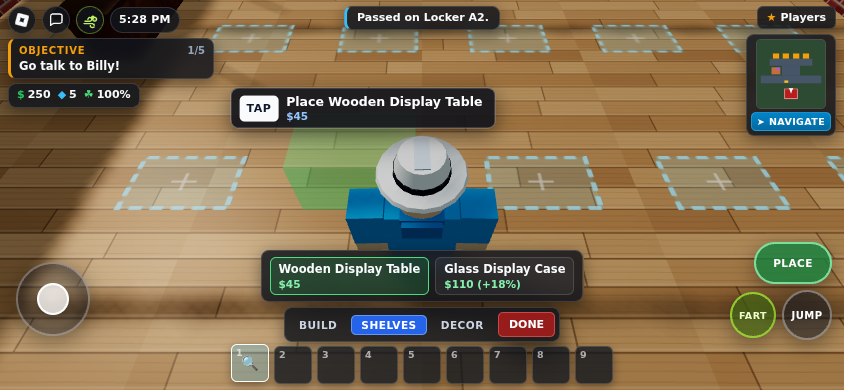 5:28 PM
Passed on Locker A2.
★ Players
OBJECTIVE 1/5
Go talk to Billy!
$ 250 5 100%
TAP Place Wooden Display Table
$45
➤ NAVIGATE
Wooden Display Table
$45
Glass Display Case
$110 (+18%)
PLACE
FART
JUMP
BUILD SHELVES DECOR DONE
1 2 3 4 5 6 7 8 9